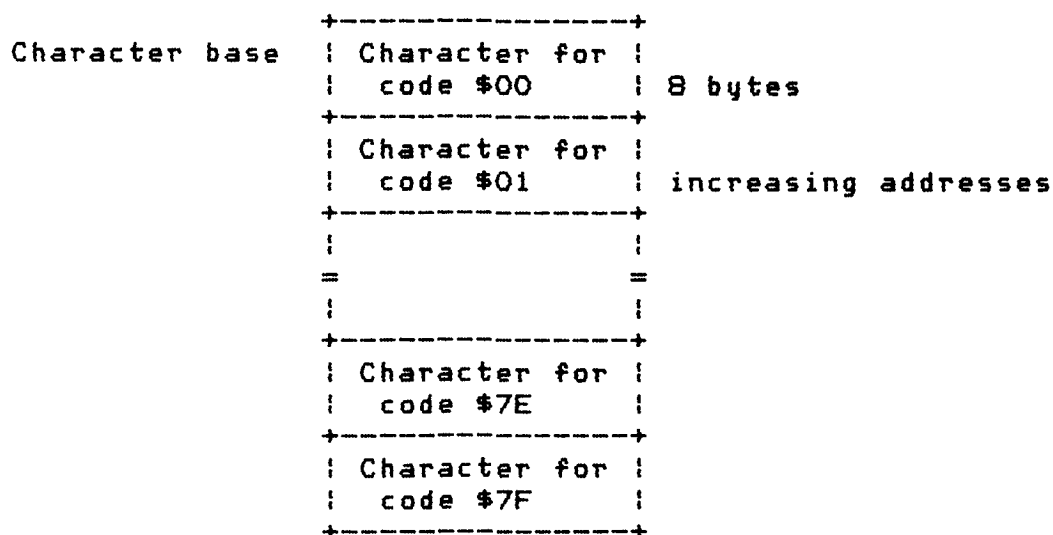 +------------------+
Character base | Character for |
| code $00 | 8 bytes
+------------------+
| Character for |
| code $01 | increasing addresses
+------------------+
| |
= =
| |
+------------------+
| Character for |
| code $7E |
+------------------+
| Character for |
| code $7F |
+------------------+